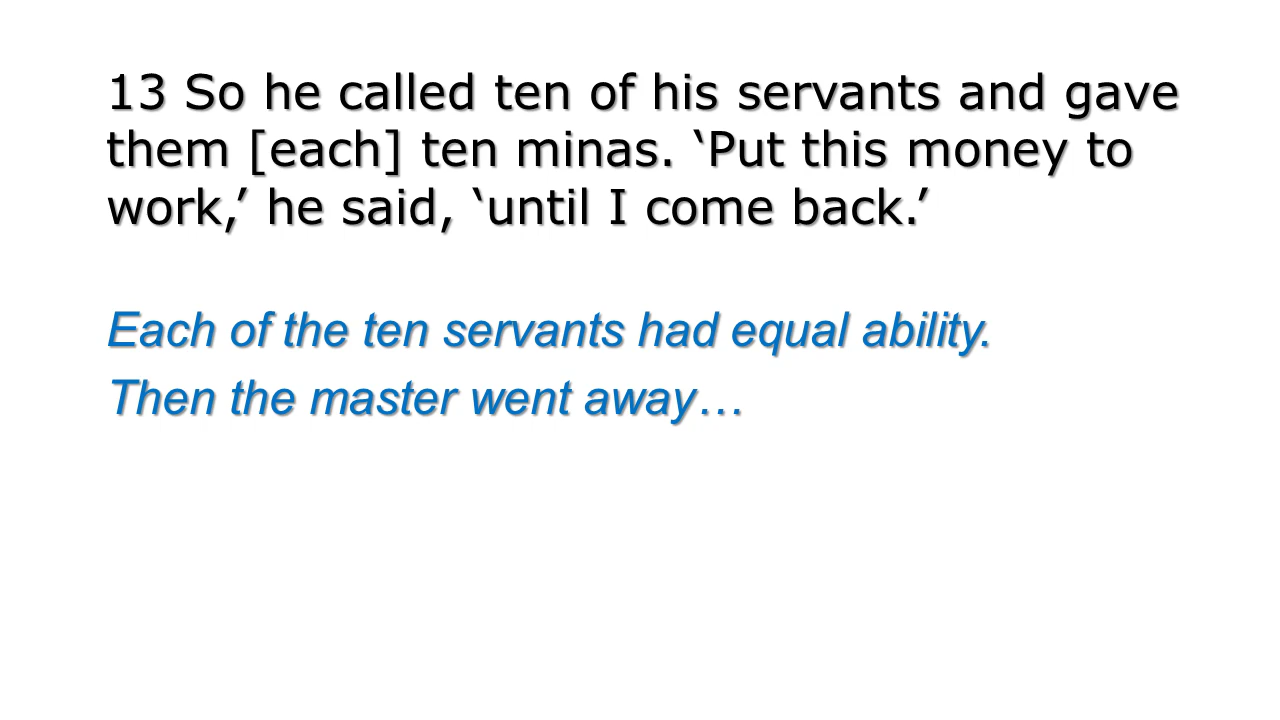 13 So he called ten of his servants and gave
them [each] ten minas. ‘Put this money to
work,’ he said, ‘until I come back.’
Each of the ten servants had equal ability.
Then the master went away…